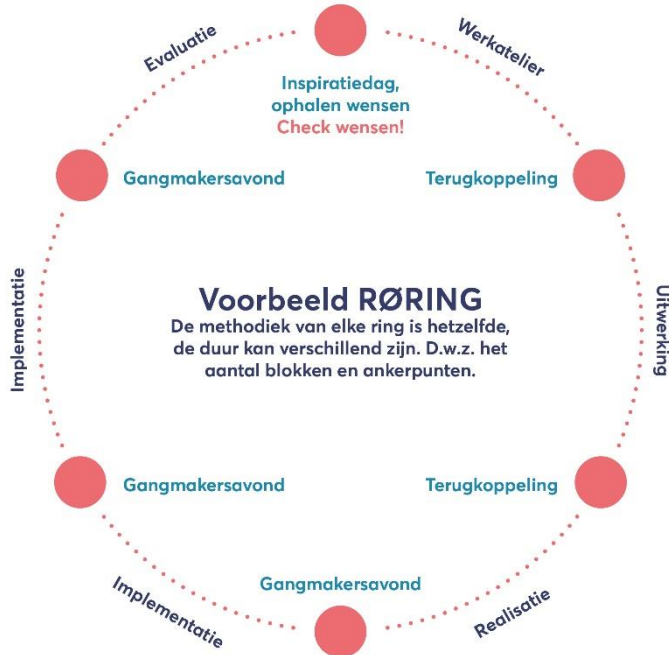 Evaluatie
Werkatelier
Inspiratiedag,
ophalen wensen
Check wensen!
Gangmakersavond
Terugkoppeling
Implementatie
Voorbeeld RØRING
De methodiek van elke ring is hetzelfde,
de duur kan verschillend zijn. D.w.z. het
aantal blokken en ankerpunten.
Uitwerking
Gangmakersavond
Terugkoppeling
Gangmakersavond
Implementatie
Realisatie